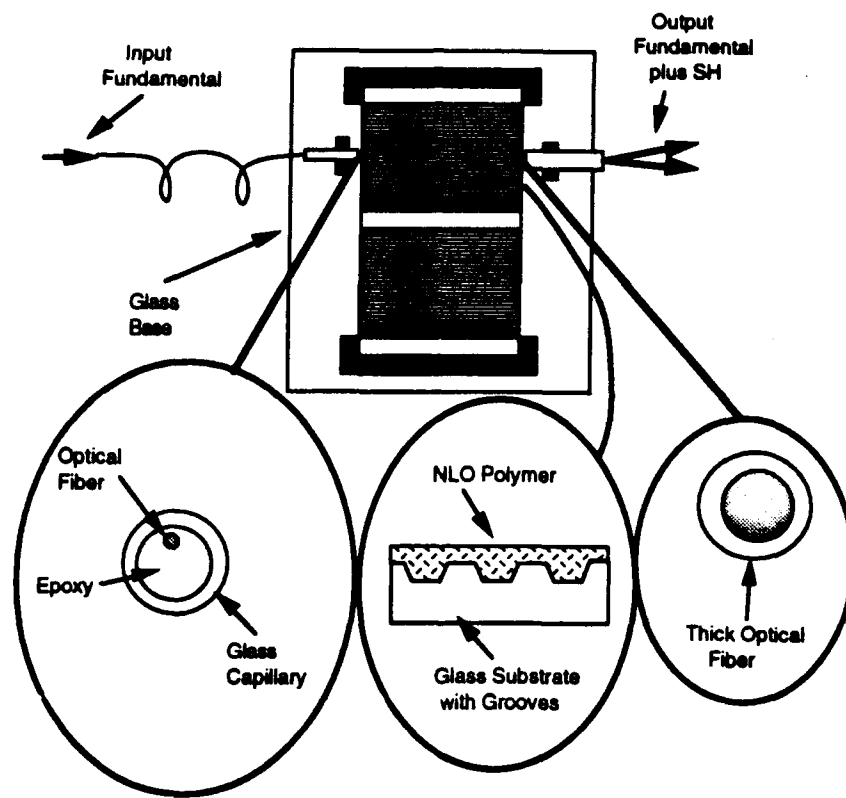 Input
Fundamental
Output
Fundamental
plus SH
Glass
Base
Optical
Fiber
Epoxy
Glass
Capillary
NLO Polymer
Glass Substrate
with Grooves
Thick Optical
Fiber